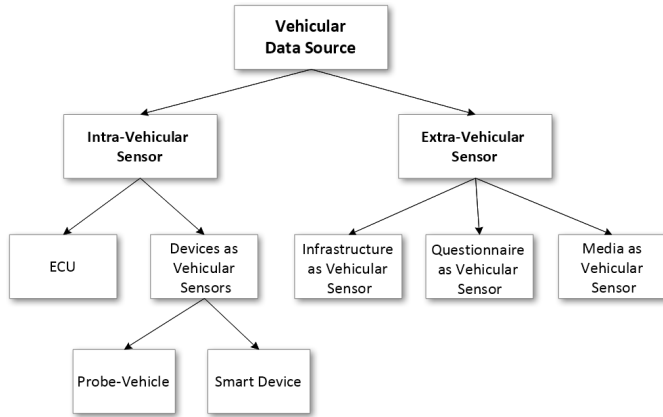 Vehicular
Data Source
Intra-Vehicular
Sensor
Extra-Vehicular
Sensor
ECU
Devices as
Vehicular
Sensors
Infrastructure
as Vehicular
Sensor
Questionnaire
as Vehicular
Sensor
Media as
Vehicular
Sensor
Probe-Vehicle
Smart Device